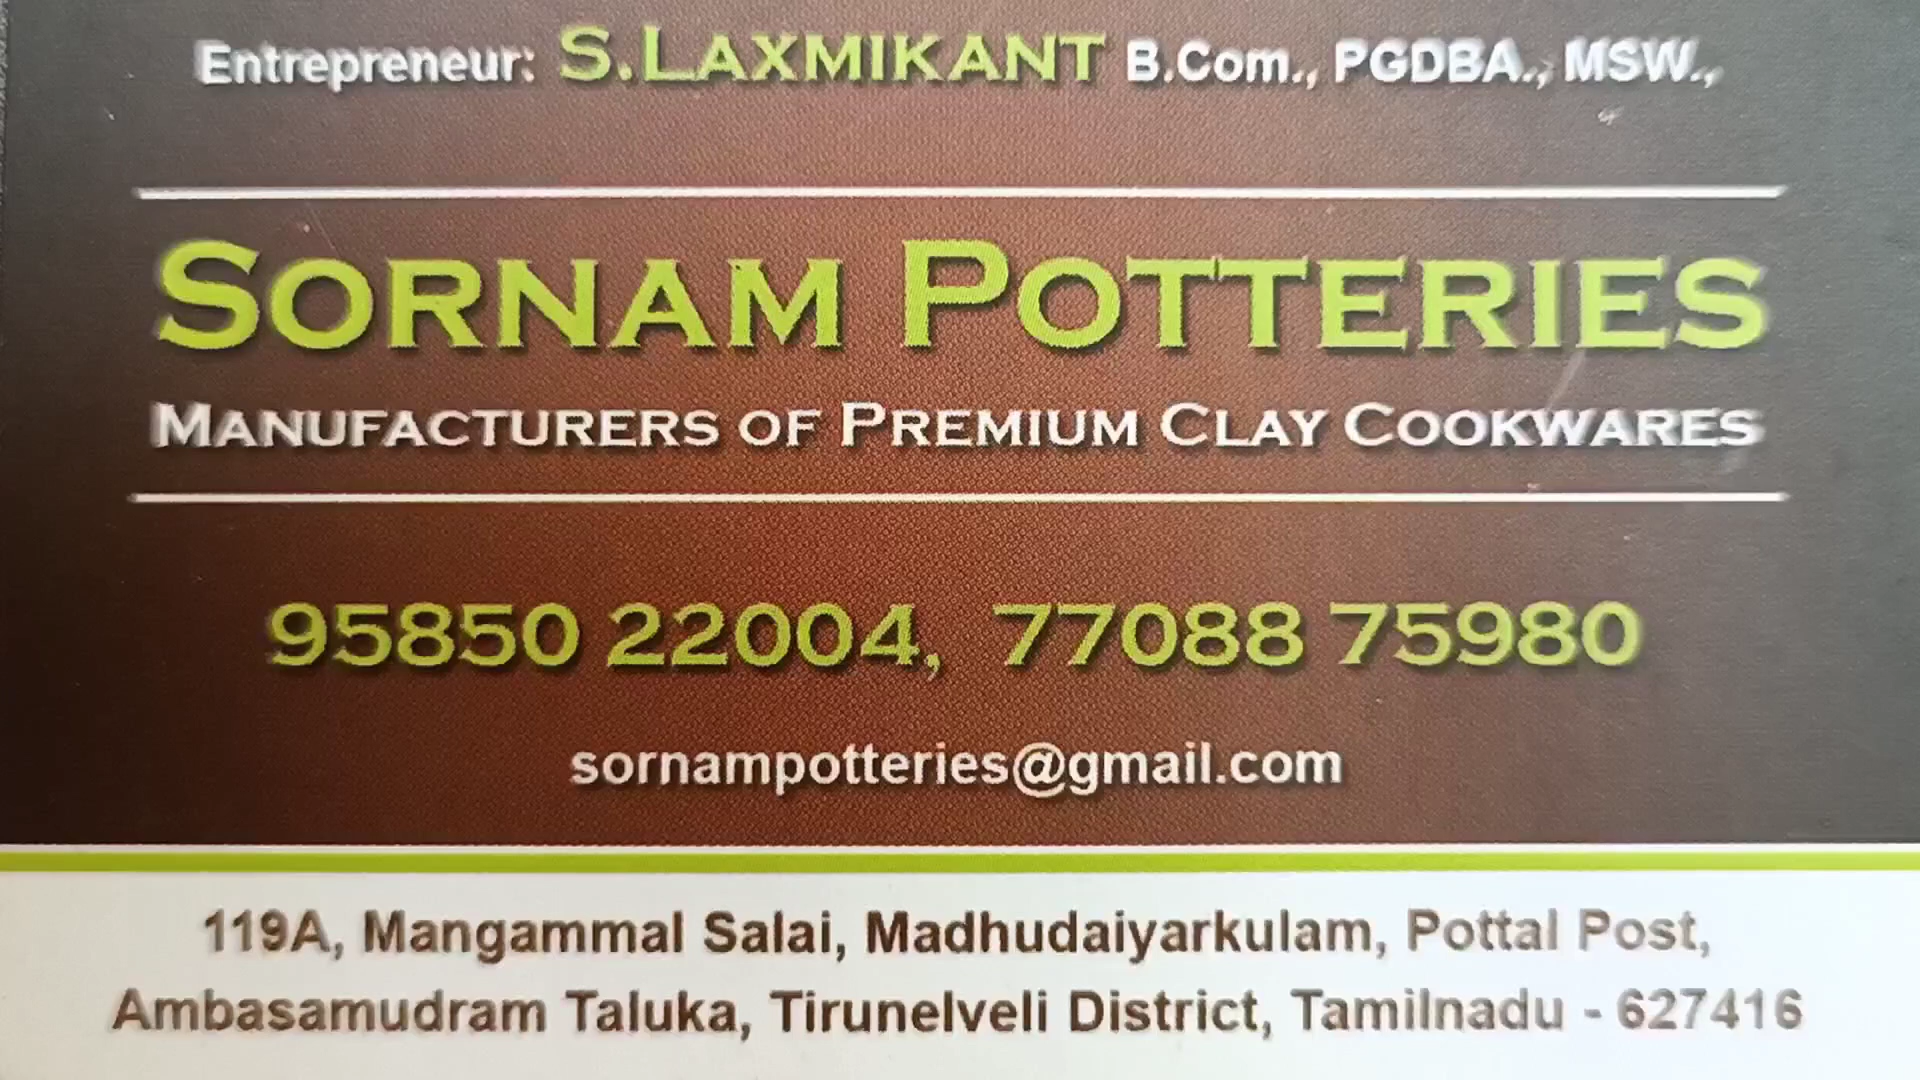 Entrepreneur: S.LAXMIKANT B.Com., PGDBA., MSW.,
SORNAM POTTERIES
MANUFACTURERS OF PREMIUM CLAY COOKWARES
95850 22004, 77088 75980
sornampotteries@gmail.com
119A, Mangammal Salai, Madhudaiyarkulam, Pottal Post,
Ambasamudram Taluka, Tirunelveli District, Tamilnadu - 627416